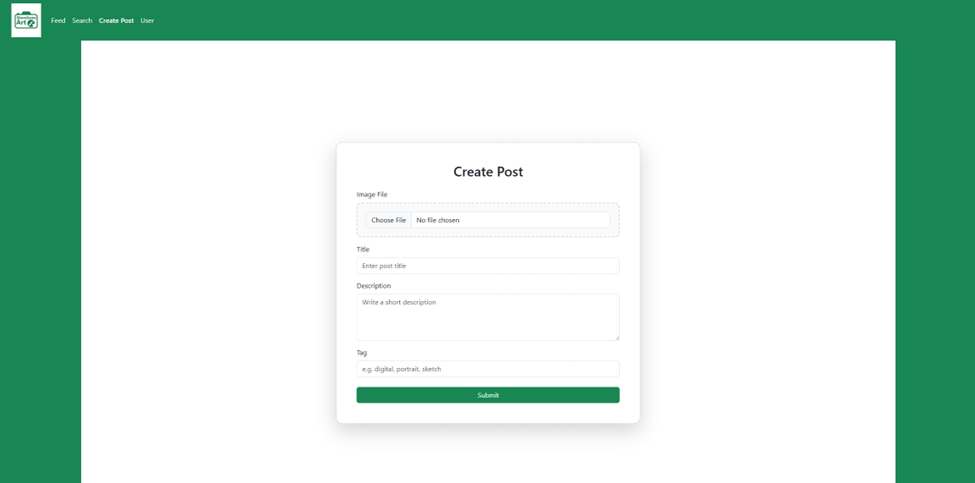 Art
Feed Search Create Post User
Create Post
Image File
Choose File No file chosen
Title
Enter post title
Description
Write a short description
Tag
e.g. digital, portrait, sketch
Submit